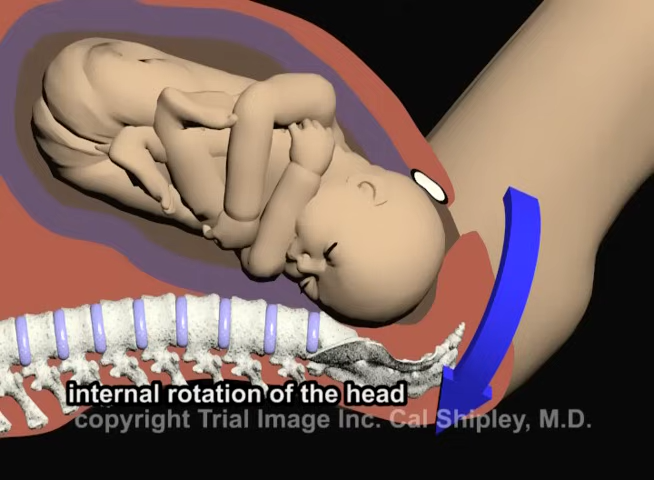 internal rotation of the head
copyright Trial Image Inc. Cal Shipley, M.D.